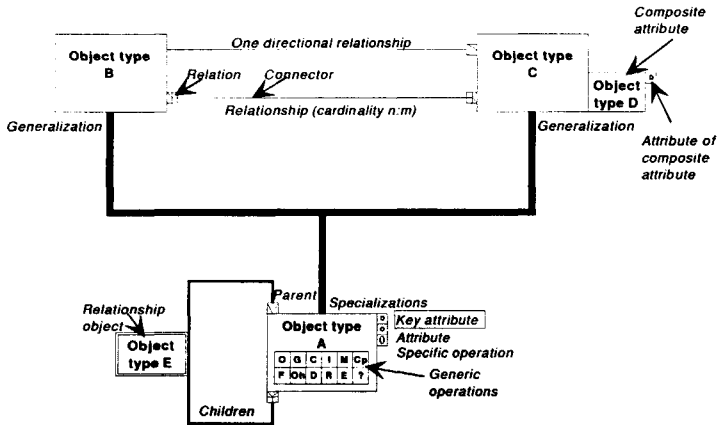 Composite
attribute
One directional relationship
Object type
B
Object type
C
Relation
Connector
Object
type D
Relationship (cardinality n:m)
Generalization
Generalization
Attribute of
composite
attribute
Parent
Specializations
Relationship
object
Object type
A
Key attribute
Attribute
Specific operation
Object
type E
O G C I M Cp
F Oh D R E ?
Generic
operations
Children